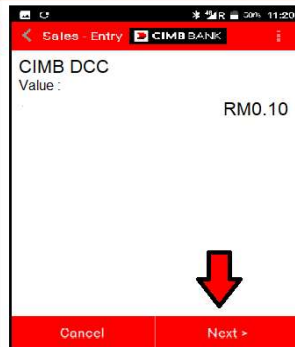 11:20
Sales - Entry CIMB BANK
CIMB DCC
Value :
RM0.10
Cancel Next >